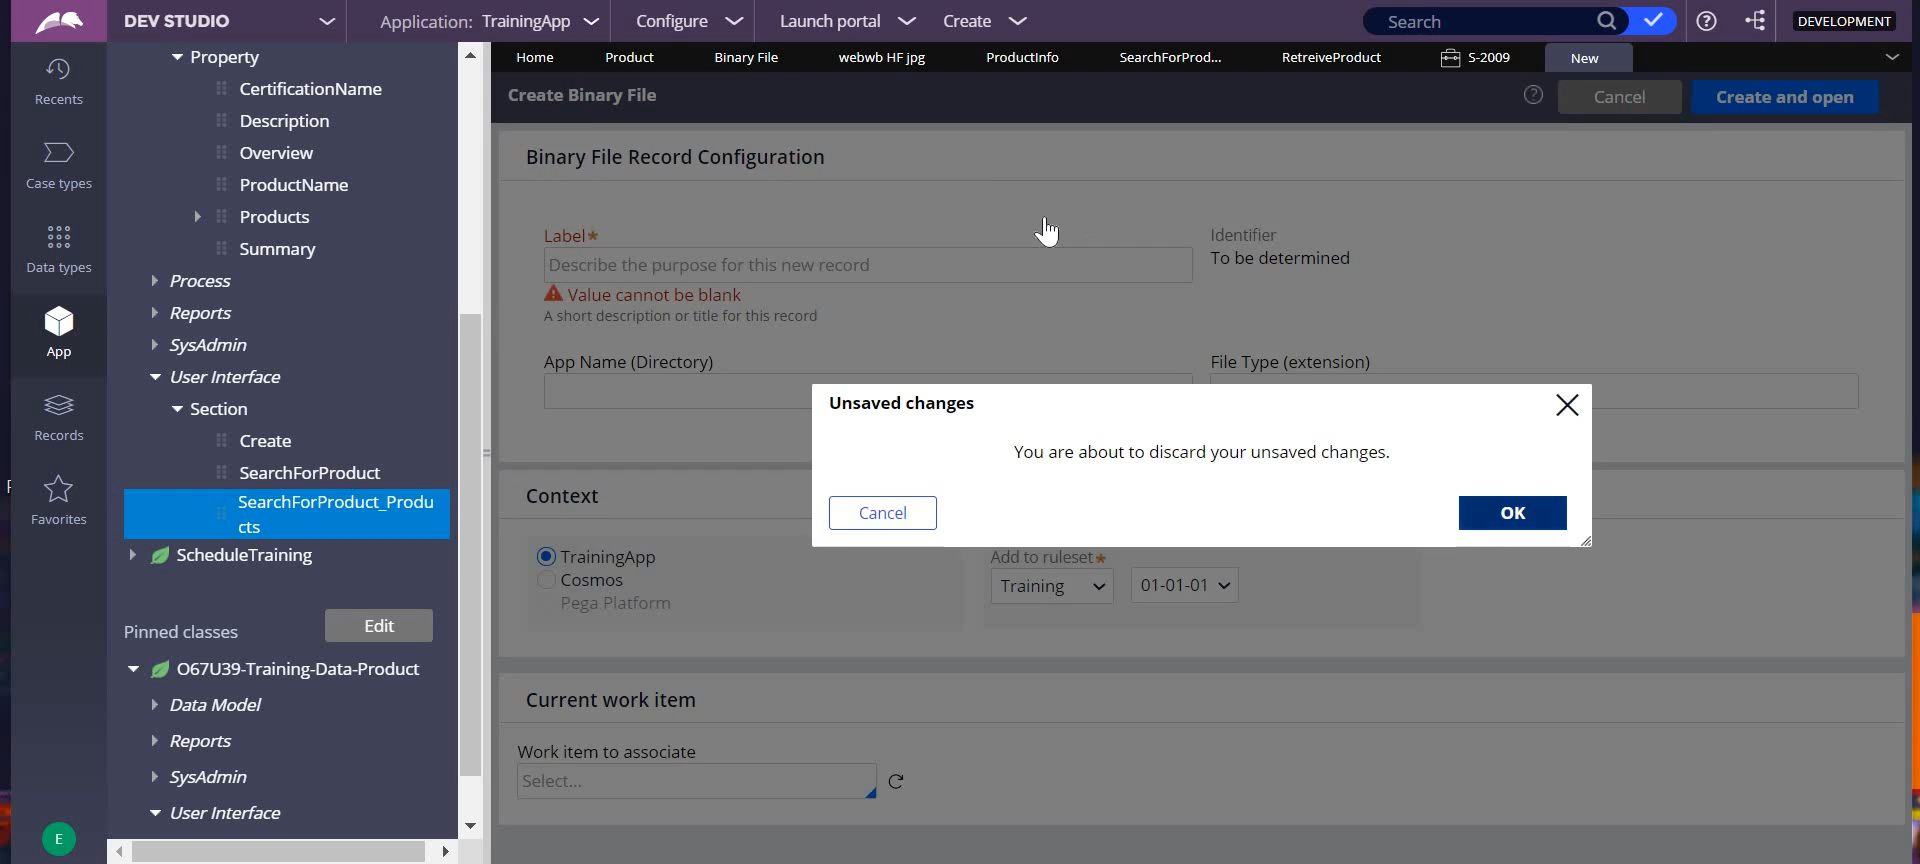 DEV STUDIO
Application: TrainingApp
Configure
Launch portal
Create
Search
DEVELOPMENT
Recents
Case types
Data types
App
Records
Favorites
E
Property
CertificationName
Description
Overview
ProductName
Products
Summary
Process
Reports
SysAdmin
User Interface
Section
Create
SearchForProduct
SearchForProduct_Produ
cts
ScheduleTraining
Pinned classes
Edit
O67U39-Training-Data-Product
Data Model
Reports
SysAdmin
User Interface
Home
Product
Binary File
webwb HF jpg
ProductInfo
SearchForProd...
RetreiveProduct
S-2009
New
Create Binary File
Cancel
Create and open
Binary File Record Configuration
Label*
Describe the purpose for this new record
Value cannot be blank
A short description or title for this record
Identifier
To be determined
App Name (Directory)
File Type (extension)
Unsaved changes
You are about to discard your unsaved changes.
Cancel
OK
Context
TrainingApp
Cosmos
Pega Platform
Add to ruleset*
Training
01-01-01
Current work item
Work item to associate
Select...